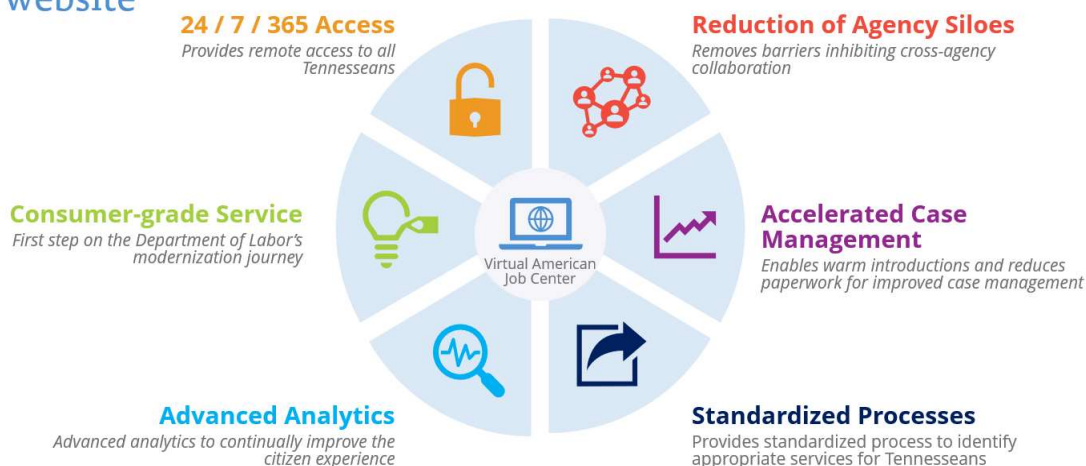 website
24 / 7 / 365 Access
Provides remote access to all
Tennesseans
Reduction of Agency Siloes
Removes barriers inhibiting cross-agency
collaboration
Consumer-grade Service
First step on the Department of Labor's
modernization journey
Virtual American
Job Center
Accelerated Case
Management
Enables warm introductions and reduces
paperwork for improved case management
Advanced Analytics
Advanced analytics to continually improve the
citizen experience
Standardized Processes
Provides standardized process to identify
appropriate services for Tennesseans